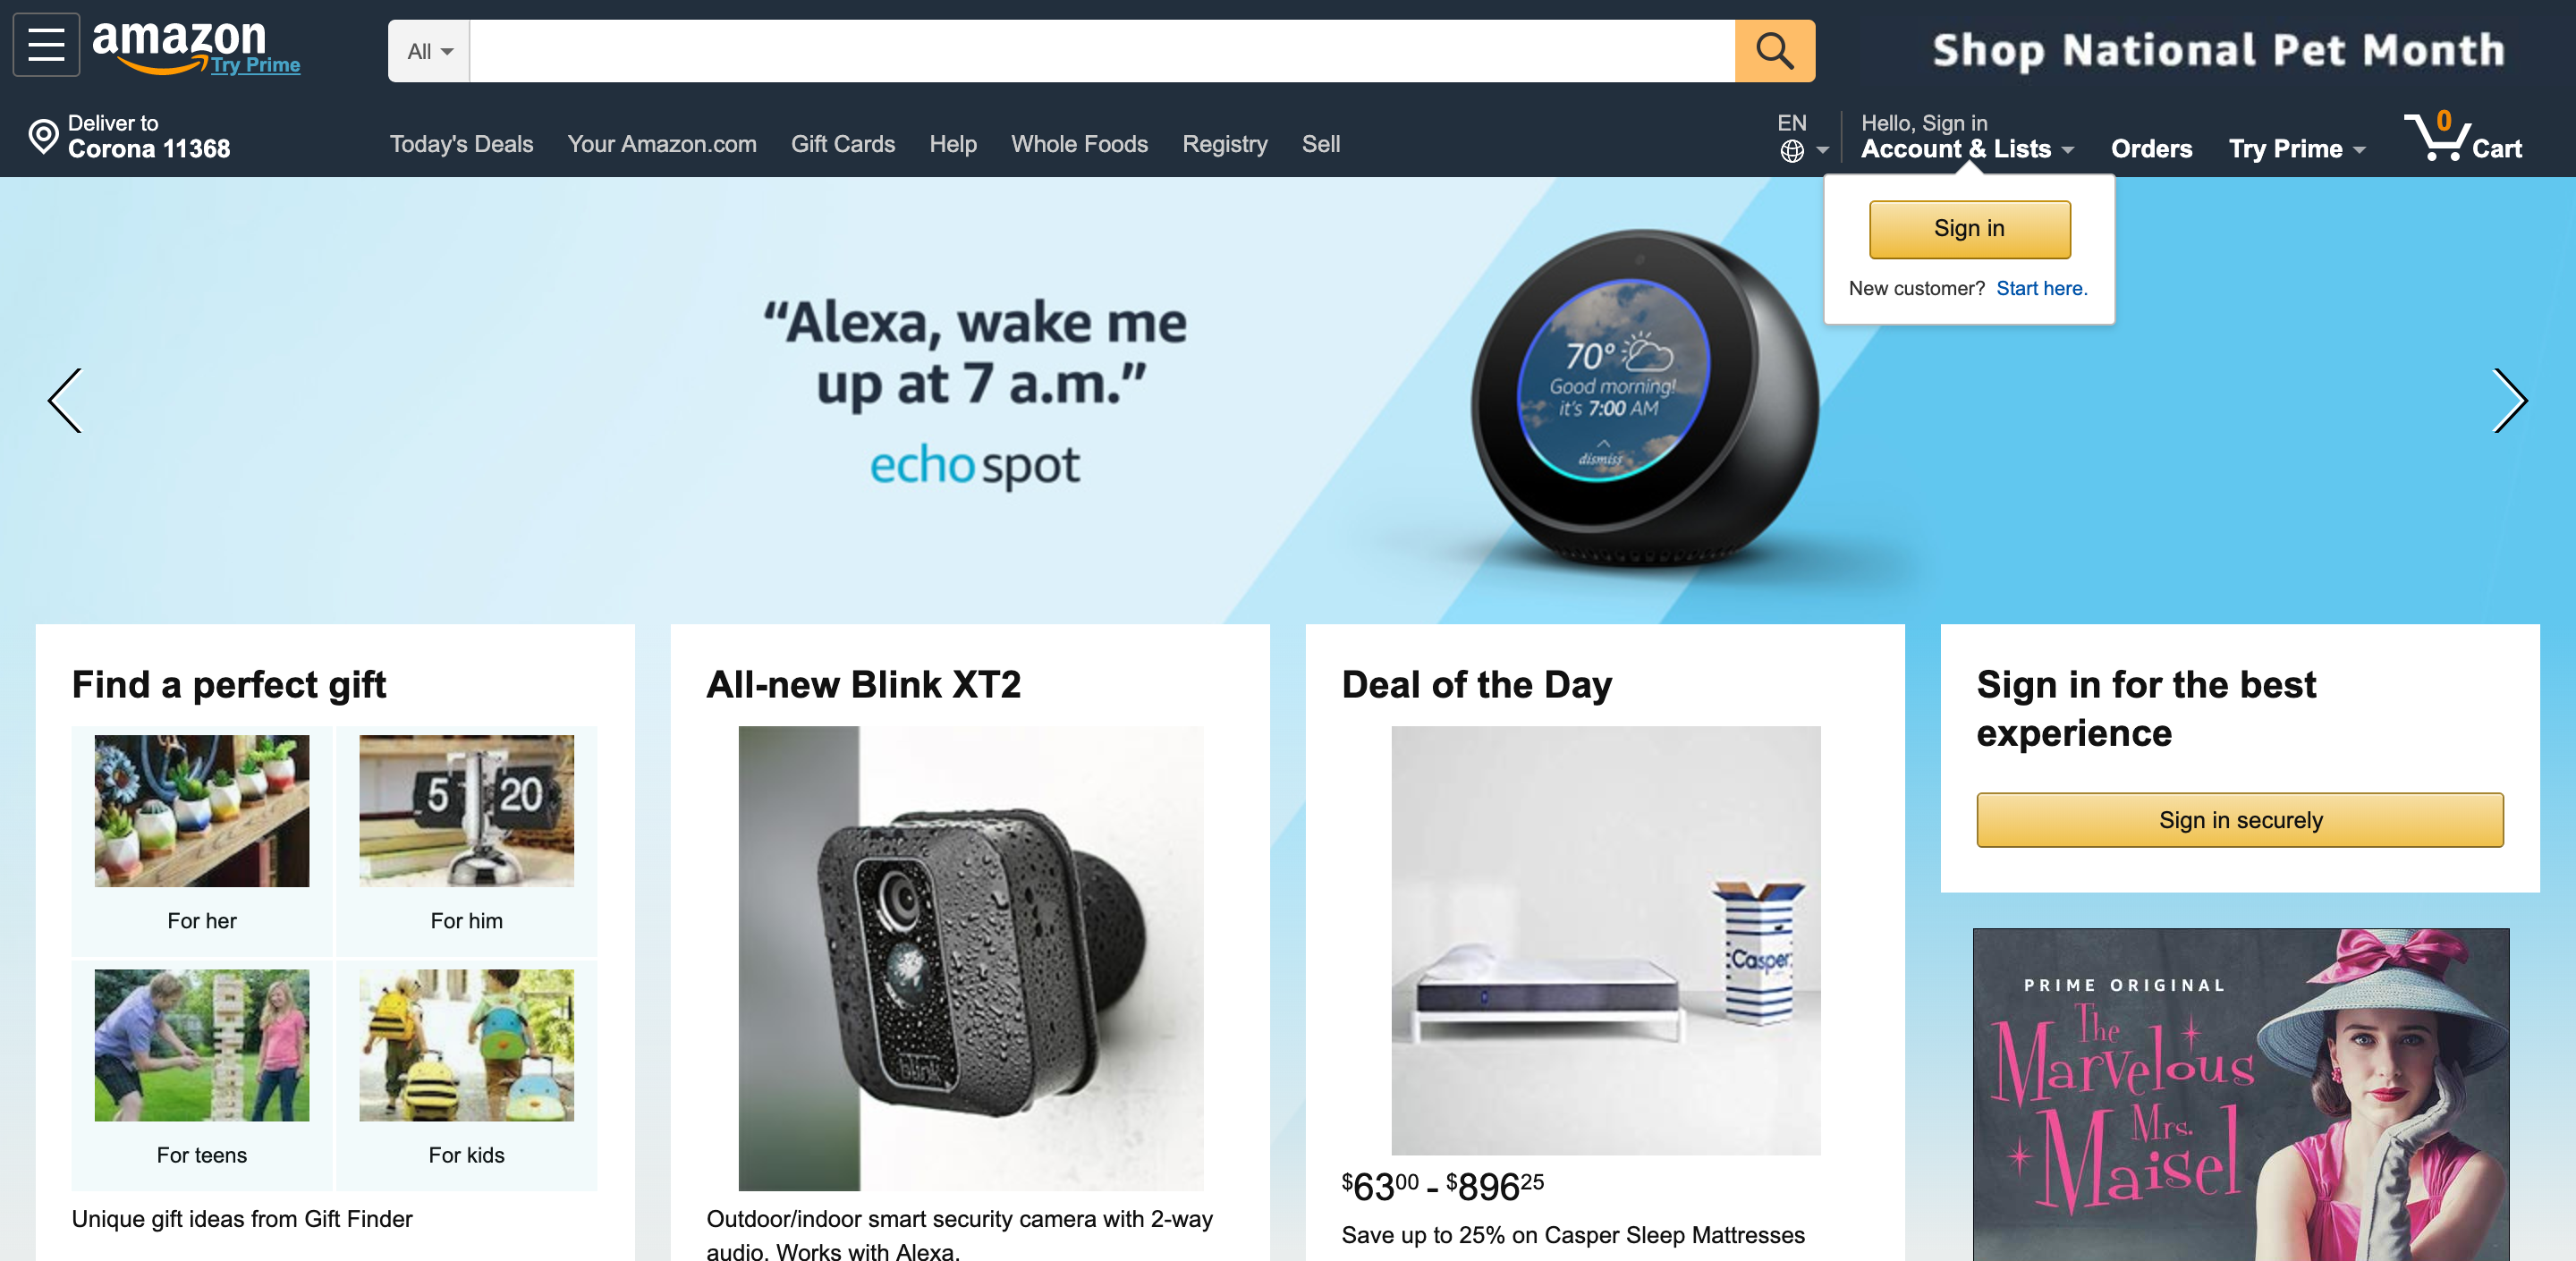 amazon
Try Prime
All
Shop National Pet Month
Deliver to
Corona 11368
Today's Deals
Your Amazon.com
Gift Cards
Help
Whole Foods
Registry
Sell
EN
Hello, Sign in
Account & Lists
Orders
Try Prime
0
Cart
Sign in
New customer? Start here.
“Alexa, wake me
up at 7 a.m.”
echo spot
70°
Good morning!
it's 7:00 AM
dismiss
Find a perfect gift
5 20
For her
For him
For teens
For kids
Unique gift ideas from Gift Finder
All-new Blink XT2
blink
Outdoor/indoor smart security camera with 2-way
audio. Works with Alexa.
Deal of the Day
Casper
$6300 - $89625
Save up to 25% on Casper Sleep Mattresses
Sign in for the best
experience
Sign in securely
PRIME ORIGINAL
The
Marvelous
Mrs.
Maisel